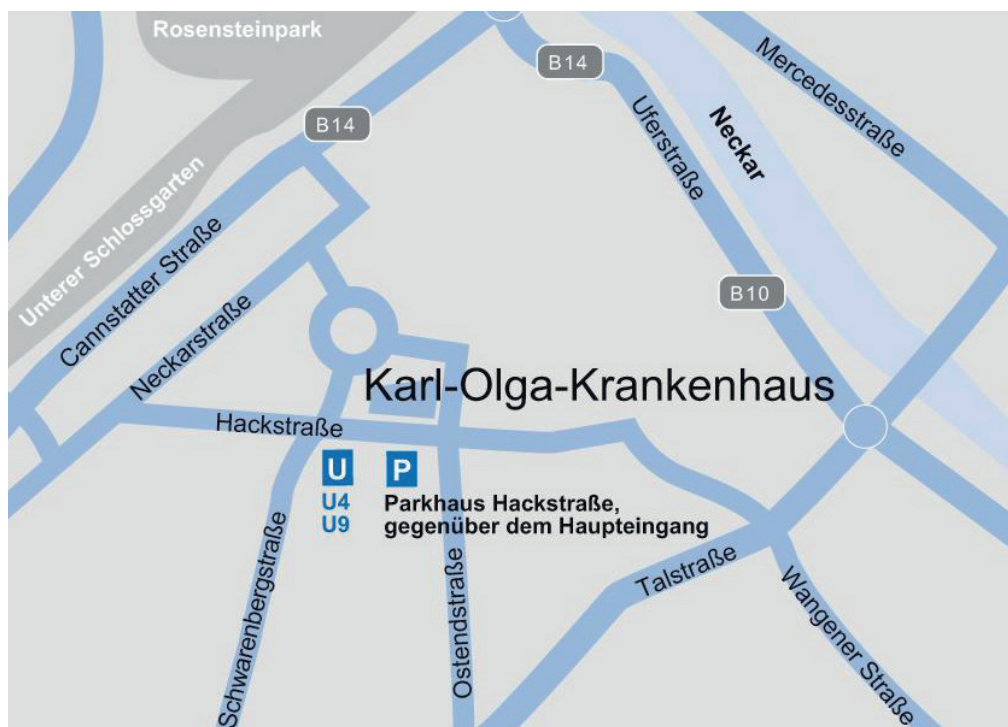 Rosensteinpark
B14
B14
Mercedesstraße
Uferstraße
Neckar
Unterer Schlossgarten
Cannstatter Straße
Neckarstraße
B10
Karl-Olga-Krankenhaus
Hackstraße
U
P
U4
U9
Parkhaus Hackstraße,
gegenüber dem Haupteingang
Schwarenbergstraße
Ostendstraße
Talstraße
Wangener Straße